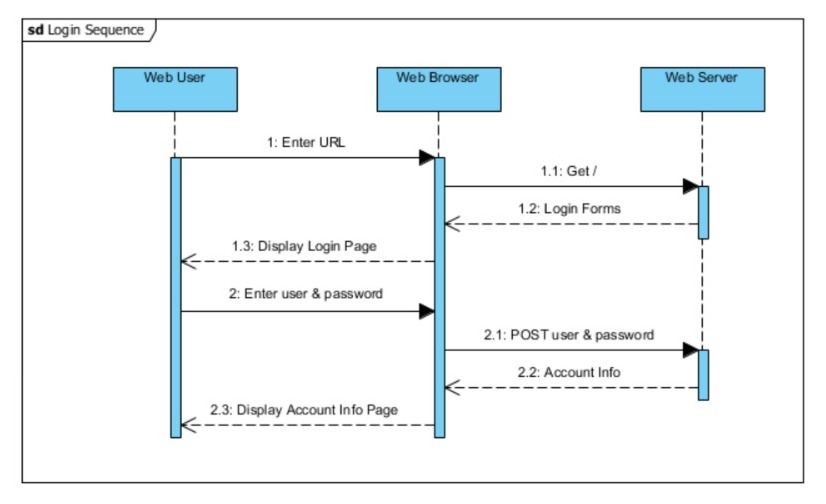 sd Login Sequence
Web User
Web Browser
Web Server
1: Enter URL
1.1: Get /
1.2: Login Forms
1.3: Display Login Page
2: Enter user & password
2.1: POST user & password
2.2: Account Info
2.3: Display Account Info Page